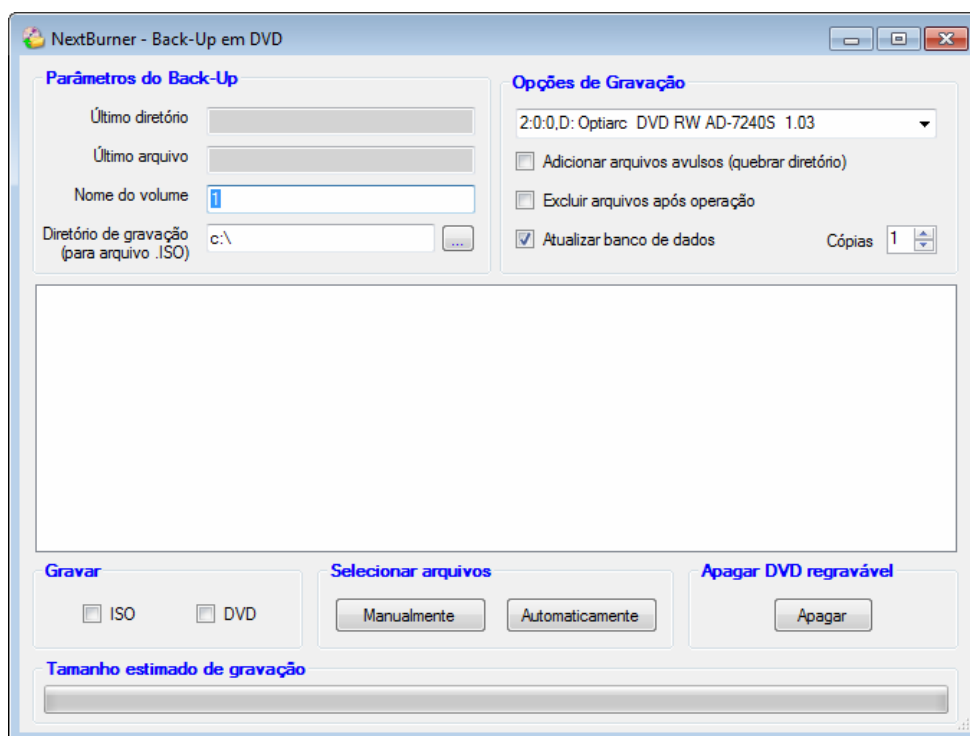 NextBurner - Back-Up em DVD
Parâmetros do Back-Up
Último diretório
Último arquivo
Nome do volume
1
Diretório de gravação
(para arquivo .ISO)
c:\
...
Opções de Gravação
2:0:0,D: Optiarc DVD RW AD-7240S 1.03
Adicionar arquivos avulsos (quebrar diretório)
Excluir arquivos após operação
Atualizar banco de dados
Cópias
1
Gravar
ISO
DVD
Selecionar arquivos
Manualmente
Automaticamente
Apagar DVD regravável
Apagar
Tamanho estimado de gravação